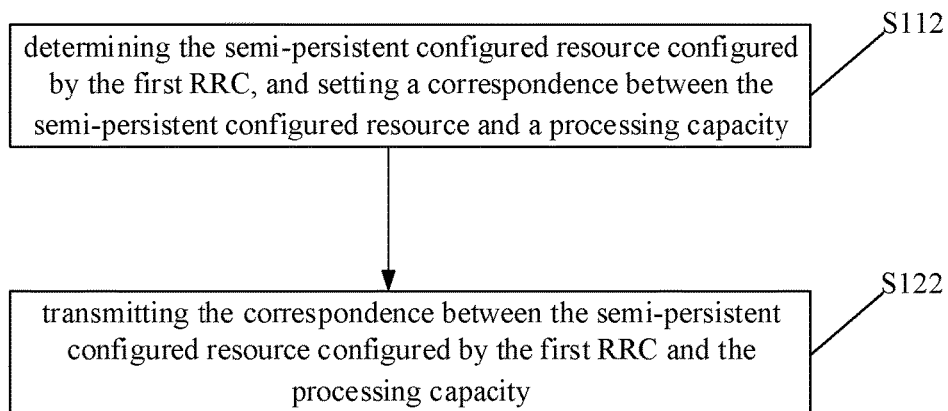 S112
determining the semi-persistent configured resource configured
by the first RRC, and setting a correspondence between the
semi-persistent configured resource and a processing capacity
S122
transmitting the correspondence between the semi-persistent
configured resource configured by the first RRC and the
processing capacity